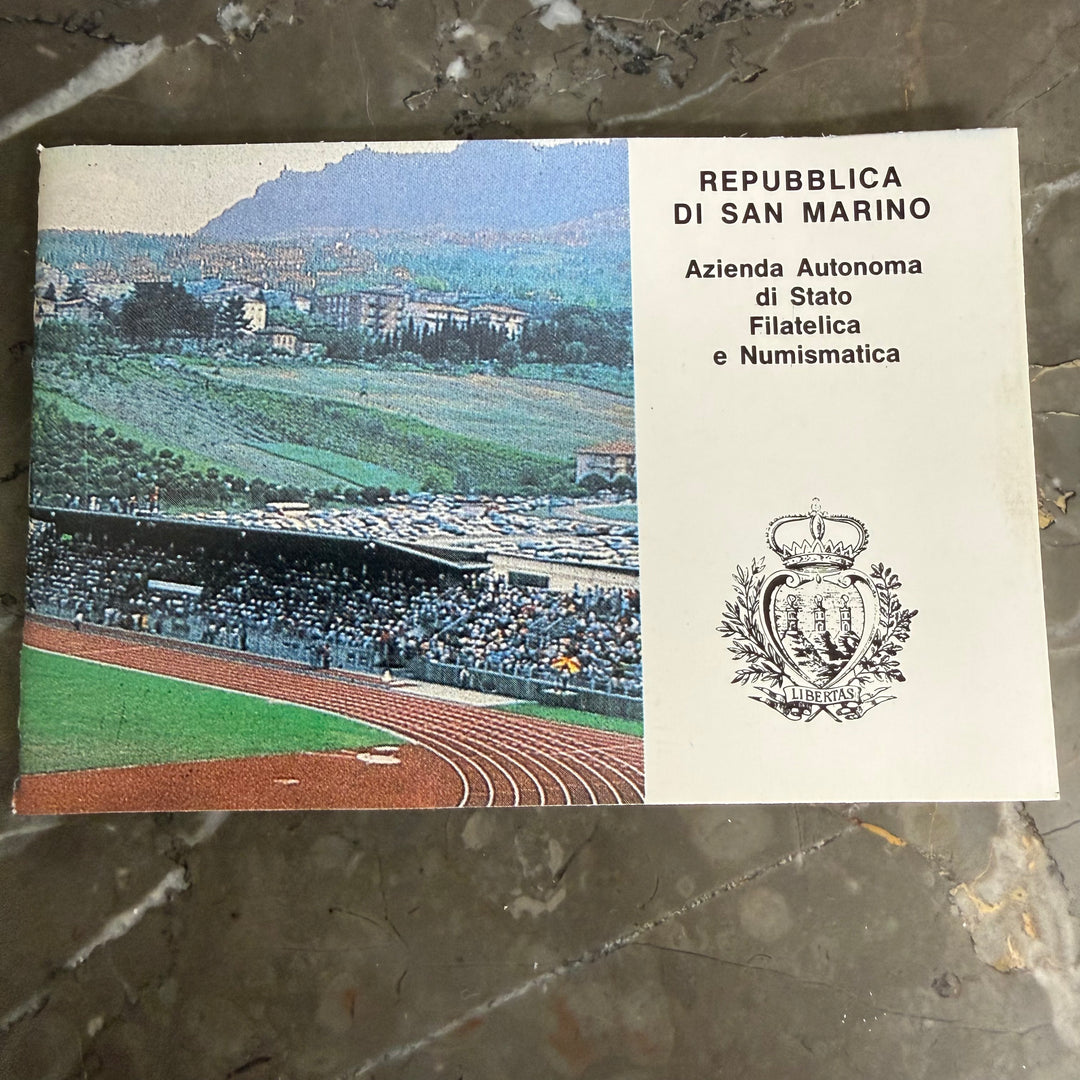 REPUBBLICA
DI SAN MARINO
Azienda Autonoma
di Stato
Filatelica
e Numismatica
LIBERTAS